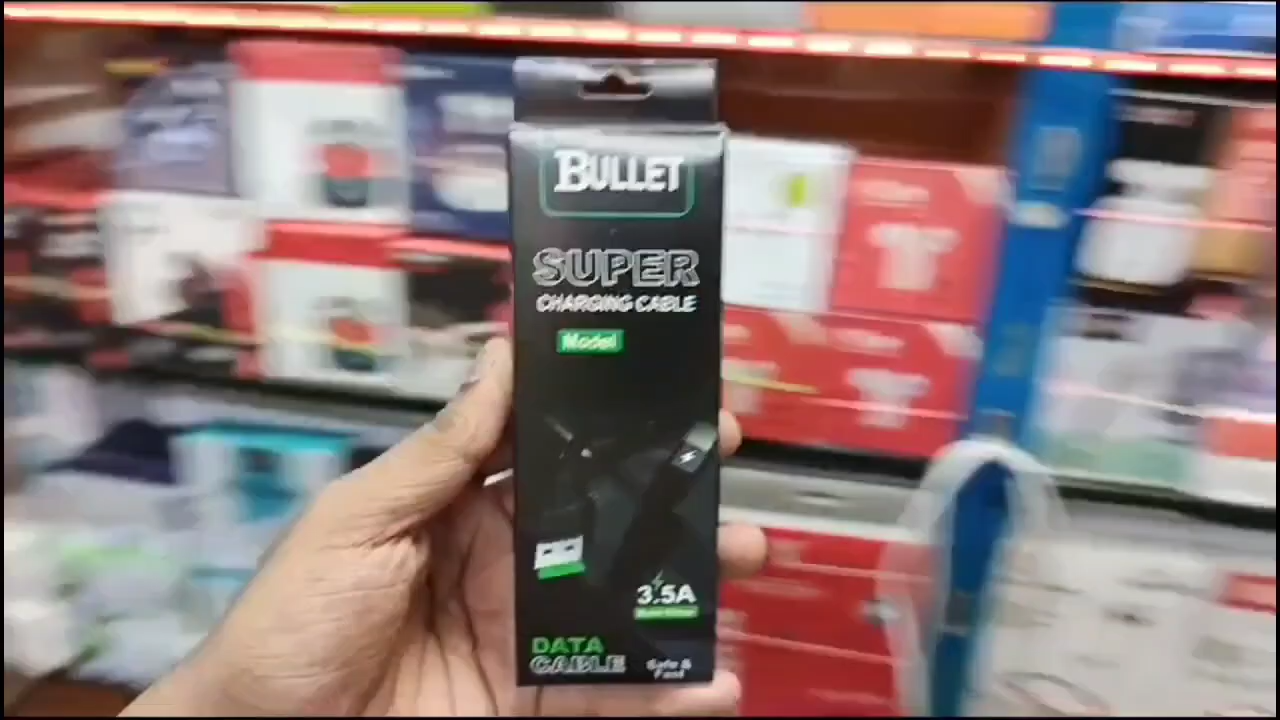 BULLET
SUPER
CHARGING CABLE
Model
3.5A
DATA
CABLE
Safe &
Fast